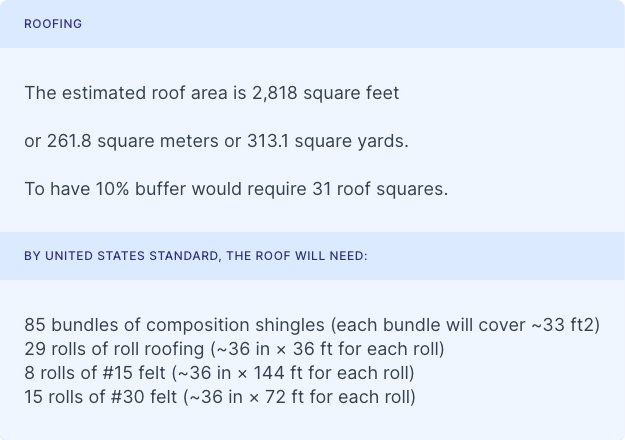 ROOFING
The estimated roof area is 2,818 square feet
or 261.8 square meters or 313.1 square yards.
To have 10% buffer would require 31 roof squares.
BY UNITED STATES STANDARD, THE ROOF WILL NEED:
85 bundles of composition shingles (each bundle will cover ~33 ft2)
29 rolls of roll roofing (~36 in × 36 ft for each roll)
8 rolls of #15 felt (~36 in × 144 ft for each roll)
15 rolls of #30 felt (~36 in × 72 ft for each roll)